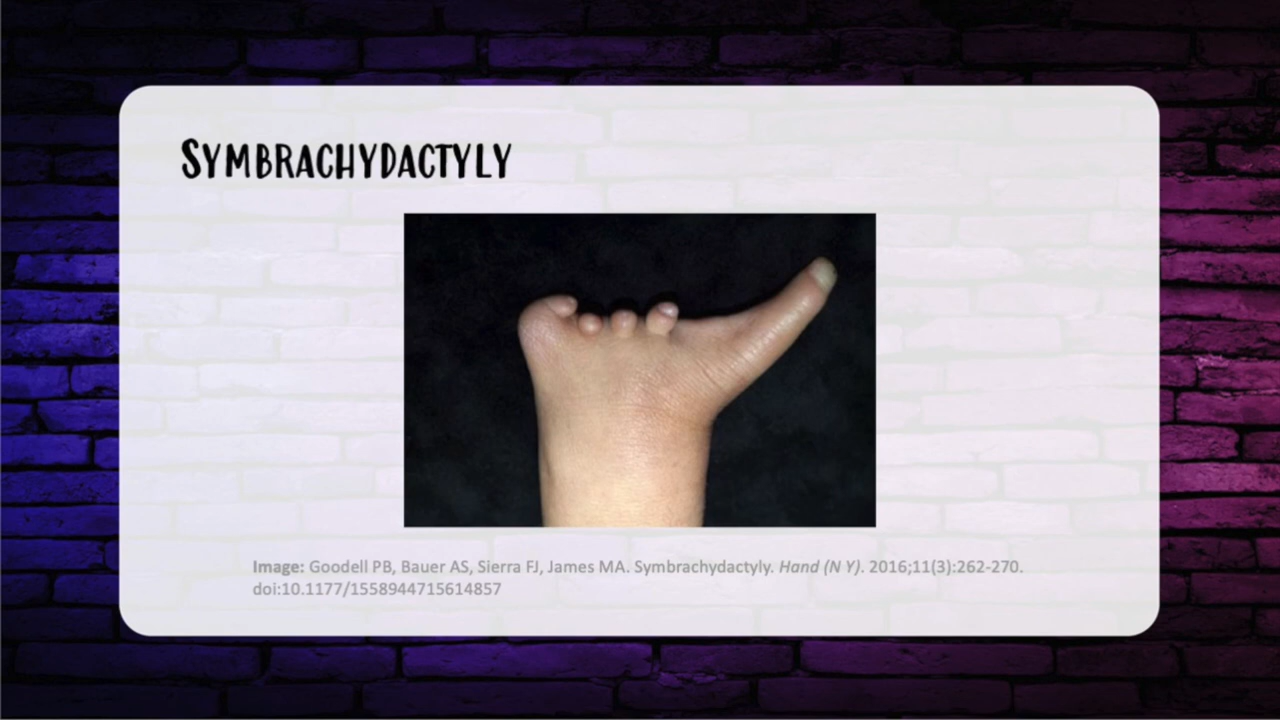 SYMBRACHYDACTYLY
Image: Goodell PB, Bauer AS, Sierra FJ, James MA. Symbrachydactyly. Hand (N Y). 2016;11(3):262-270.
doi:10.1177/1558944715614857